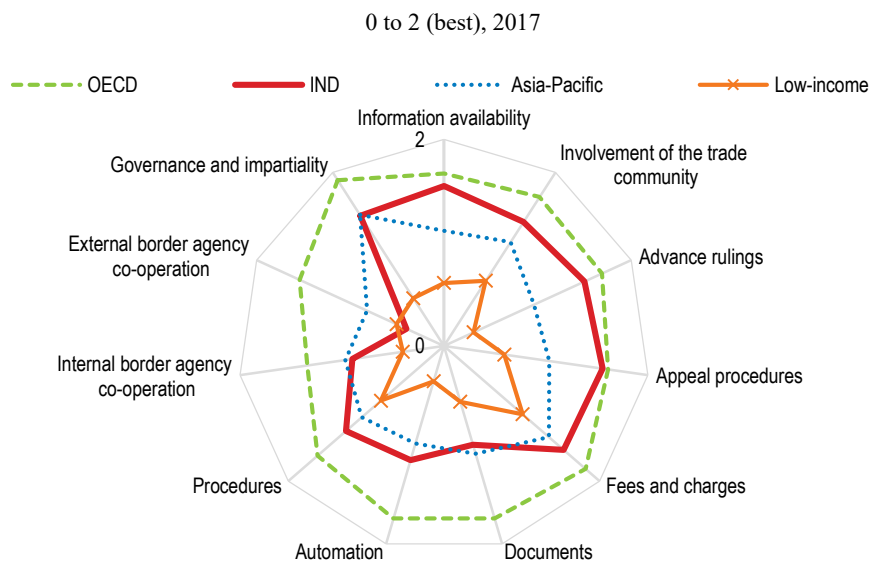 0 to 2 (best), 2017
OECD
IND
Asia-Pacific
Low-income
Information availability
2
Governance and impartiality
Involvement of the trade
community
External border agency
co-operation
Advance rulings
0
Internal border agency
co-operation
Appeal procedures
Procedures
Fees and charges
Automation
Documents